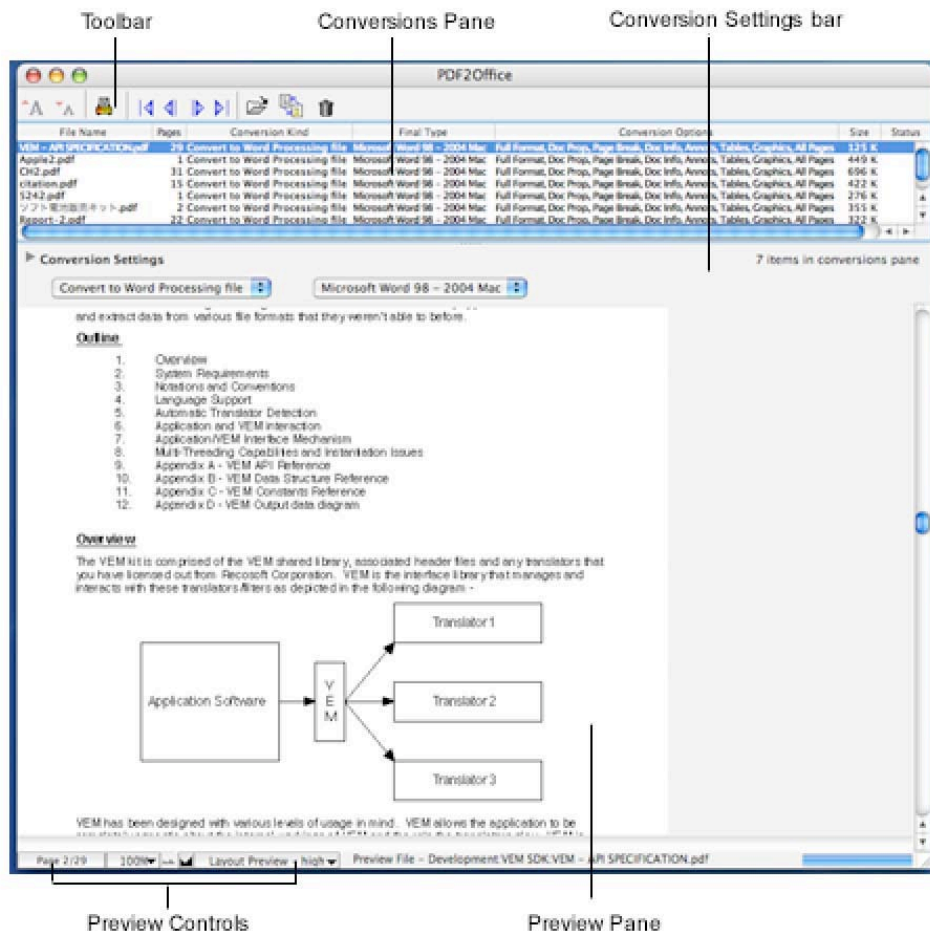 Toolbar Conversions Pane Conversion Settings bar
PDF2Office
File Name Pages Conversion Kind Final Type Conversion Options Size Status
VEM - API SPECIFICATION.pdf 29 Convert to Word Processing file Microsoft Word 98 - 2004 Mac Full Format, Doc Prop, Page Break, Doc Info, Annots, Tables, Graphics, All Pages 325 K
Apple2.pdf 1 Convert to Word Processing file Microsoft Word 98 - 2004 Mac Full Format, Doc Prop, Page Break, Doc Info, Annots, Tables, Graphics, All Pages 449 K
CH2.pdf 31 Convert to Word Processing file Microsoft Word 98 - 2004 Mac Full Format, Doc Prop, Page Break, Doc Info, Annots, Tables, Graphics, All Pages 696 K
citation.pdf 15 Convert to Word Processing file Microsoft Word 98 - 2004 Mac Full Format, Doc Prop, Page Break, Doc Info, Annots, Tables, Graphics, All Pages 422 K
5242.pdf 1 Convert to Word Processing file Microsoft Word 98 - 2004 Mac Full Format, Doc Prop, Page Break, Doc Info, Annots, Tables, Graphics, All Pages 276 K
ソフト電池販売キット.pdf 2 Convert to Word Processing file Microsoft Word 98 - 2004 Mac Full Format, Doc Prop, Page Break, Doc Info, Annots, Tables, Graphics, All Pages 355 K
Report-2.pdf 22 Convert to Word Processing file Microsoft Word 98 - 2004 Mac Full Format, Doc Prop, Page Break, Doc Info, Annots, Tables, Graphics, All Pages 322 K
Conversion Settings 7 items in conversions pane
Convert to Word Processing file Microsoft Word 98 - 2004 Mac
and extract data from various file formats that they weren't able to before.
Outline
1. Overview
2. System Requirements
3. Notations and Conventions
4. Language Support
5. Automatic Translator Detection
6. Application and VEM interaction
7. Application/VEM Interface Mechanism
8. Multi-Threading Capabilities and Instantiation Issues
9. Appendix A - VEM API Reference
10. Appendix B - VEM Data Structure Reference
11. Appendix C - VEM Constants Reference
12. Appendix D - VEM Output data diagram
Overview
The VEM kit is comprised of the VEM shared library, associated header files and any translators that
you have licensed out from Recosoft Corporation. VEM is the interface library that manages and
interacts with these translators/filters as depicted in the following diagram -
Translator 1
Application Software VEM Translator 2
Translator 3
VEM has been designed with various levels of usage in mind. VEM allows the application to be
Page 2/29 100% Layout Preview - high Preview File - Development:VEM SDK:VEM - API SPECIFICATION.pdf
Preview Controls Preview Pane